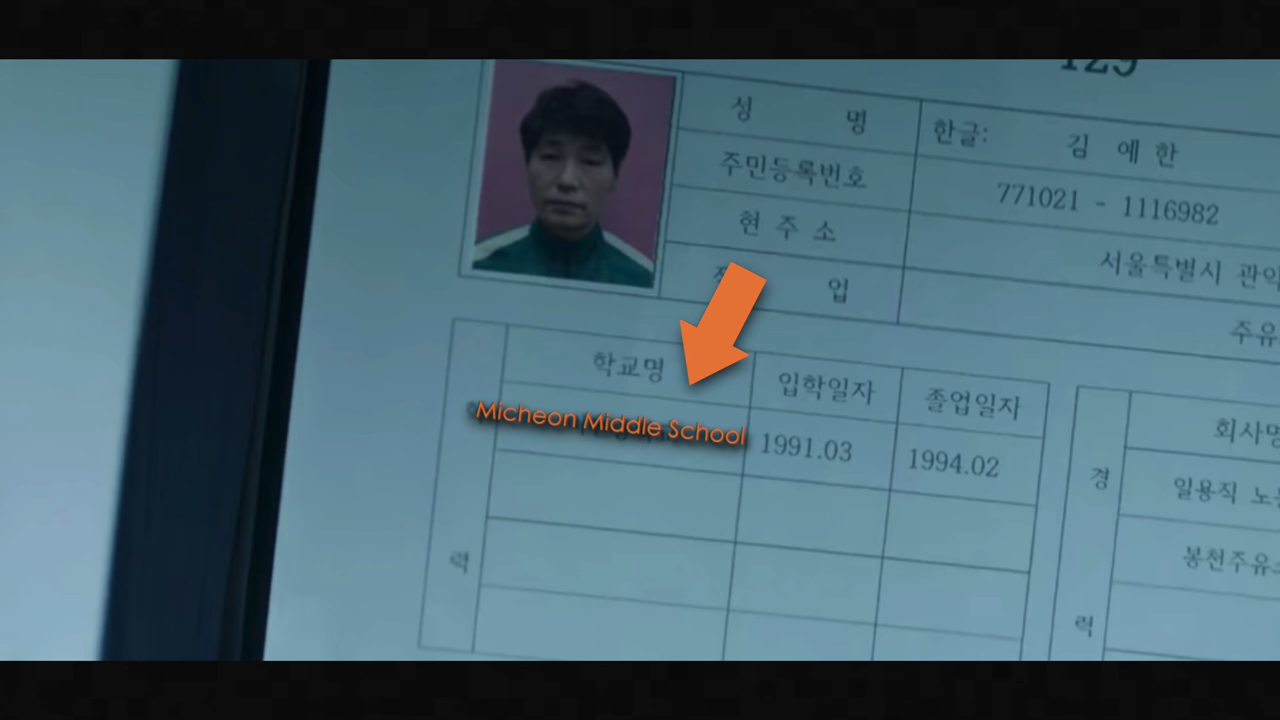 129
성 명
한글: 김 예 한
주민등록번호
771021 - 1116982
현 주 소
서울특별시 관악
업
주유
학교명
입학일자
졸업일자
Micheon Middle School
1991.03
1994.02
력
회사명
경
일용직 노동
봉천주유소
력